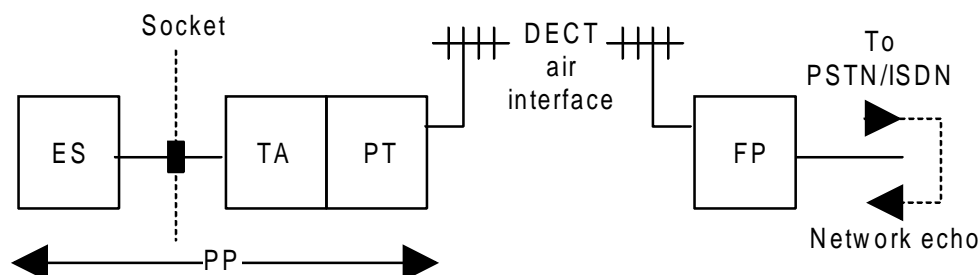 Socket
DECT
air
interface
To
PSTN/ISDN
ES
TA
PT
FP
PP
Network echo